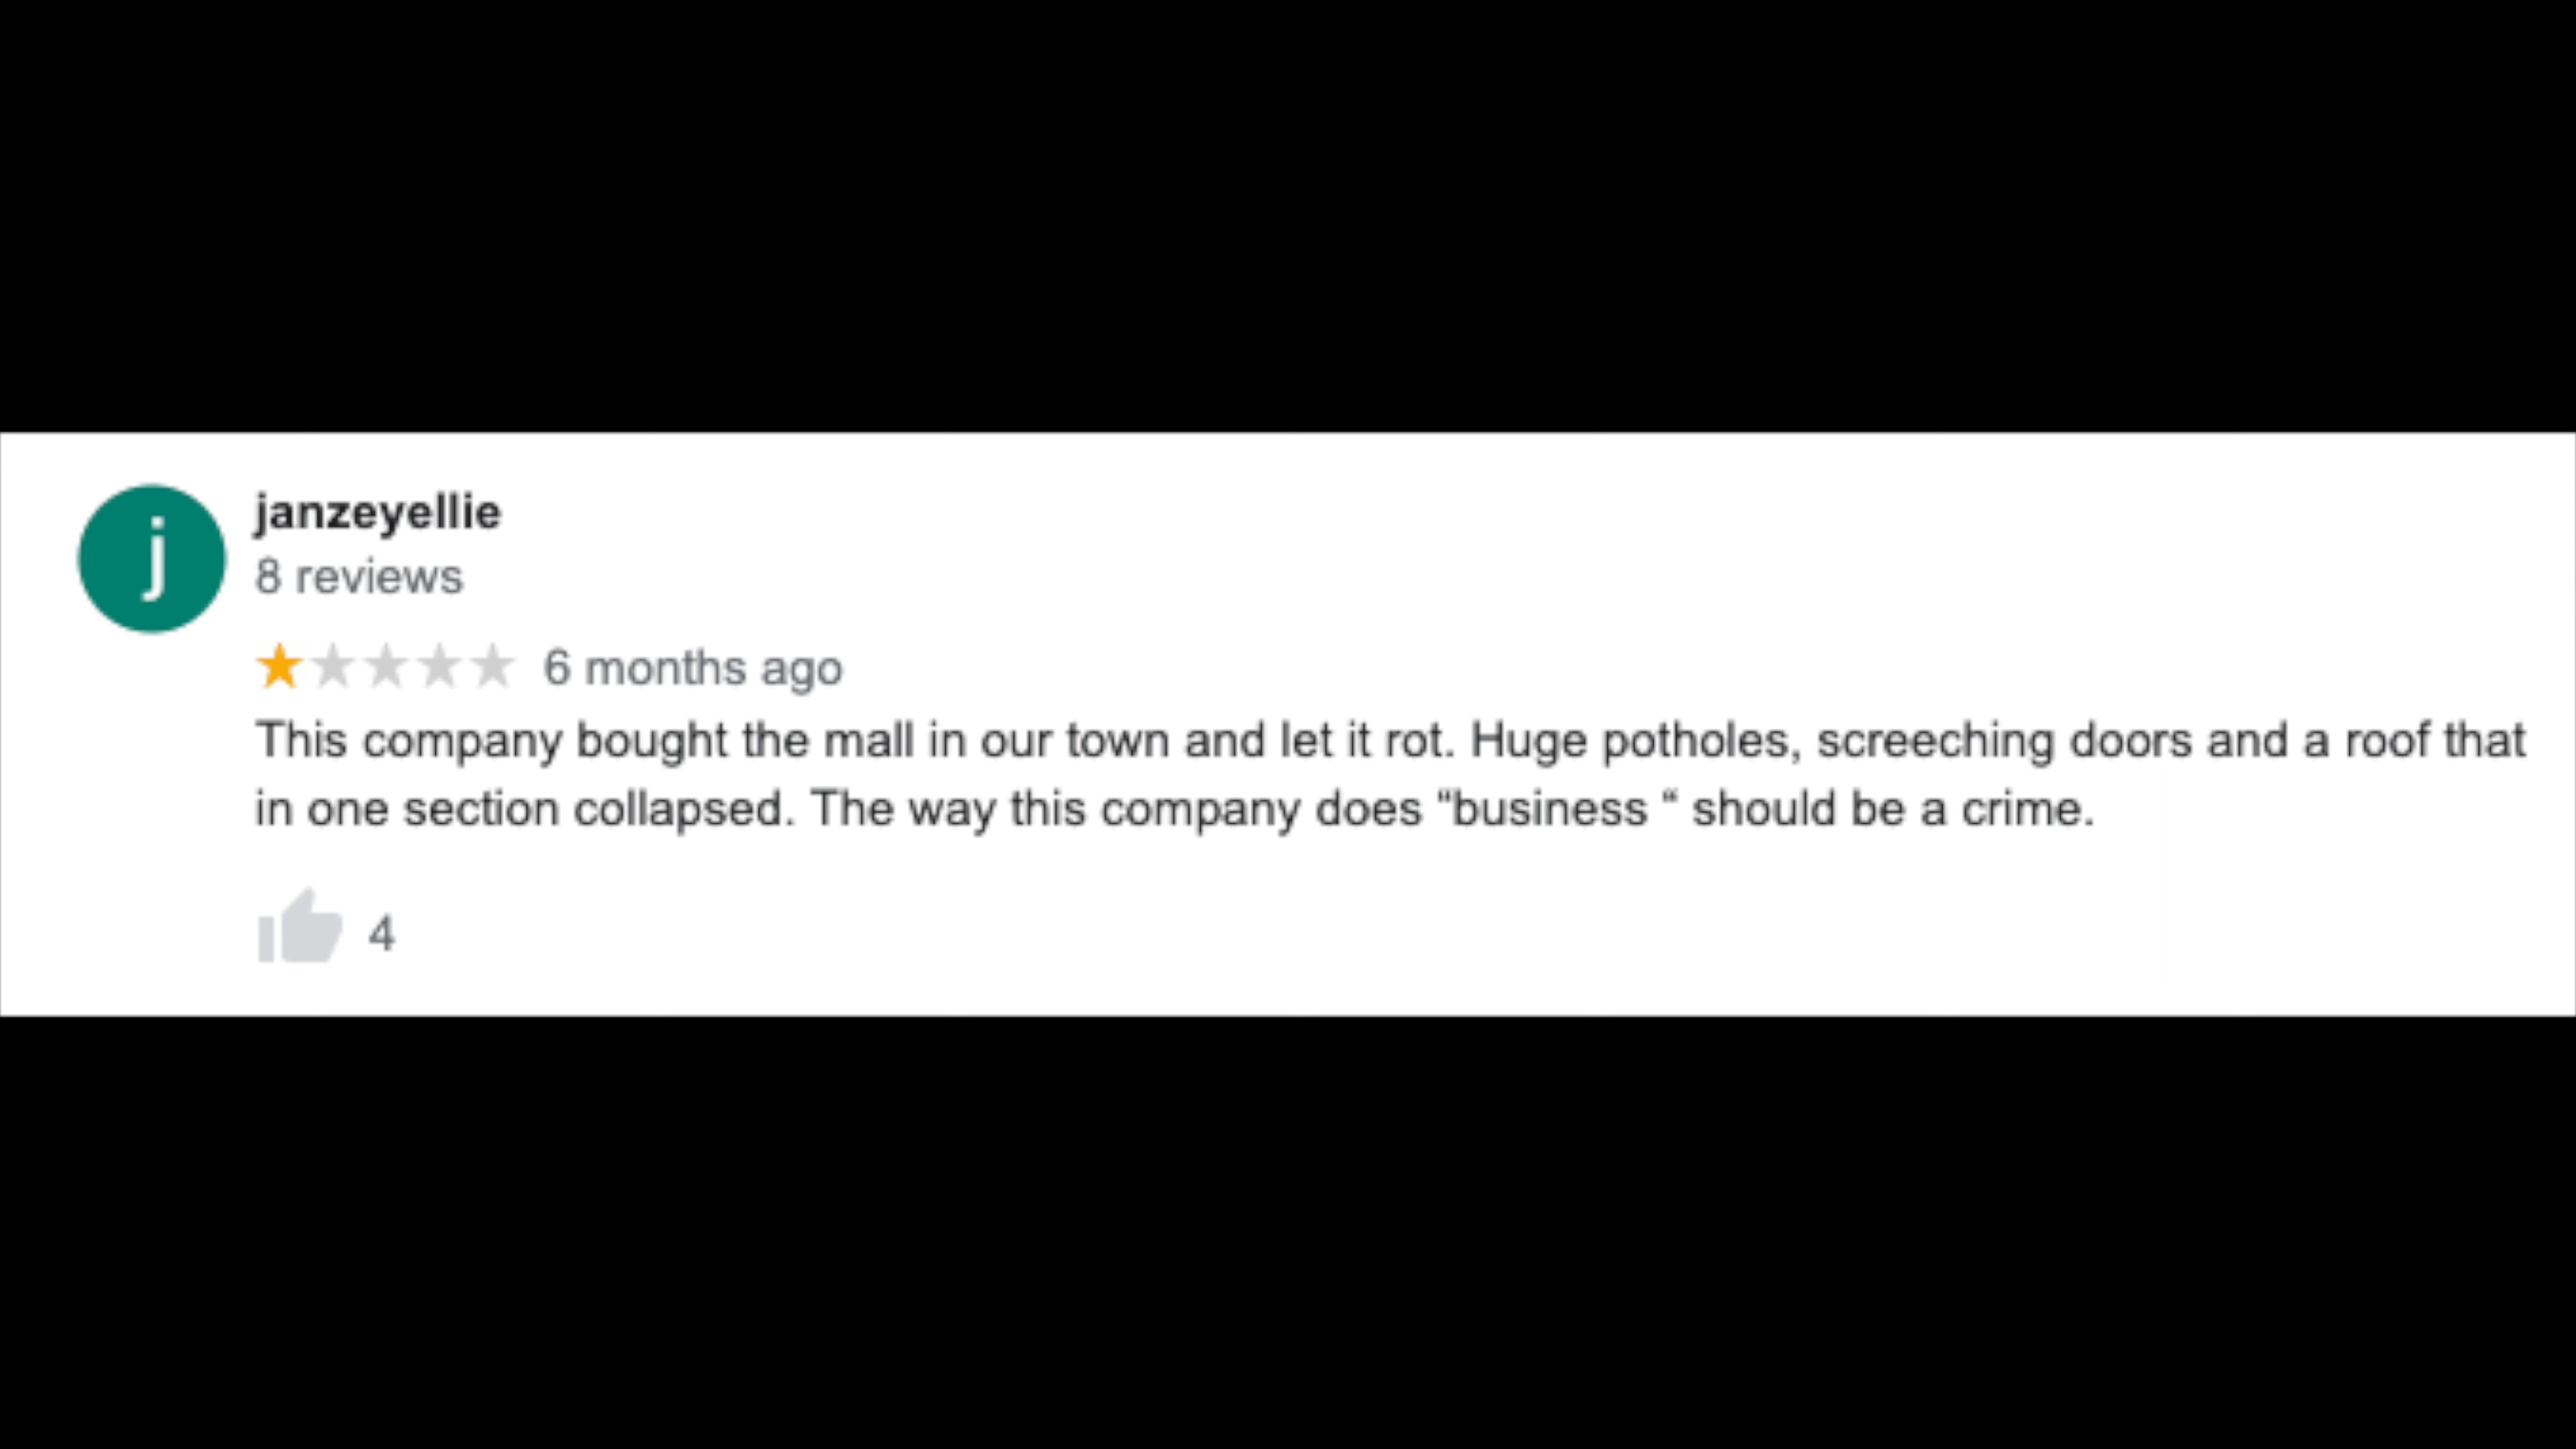 j
janzeyellie
8 reviews
6 months ago
This company bought the mall in our town and let it rot. Huge potholes, screeching doors and a roof that
in one section collapsed. The way this company does “business “ should be a crime.
4